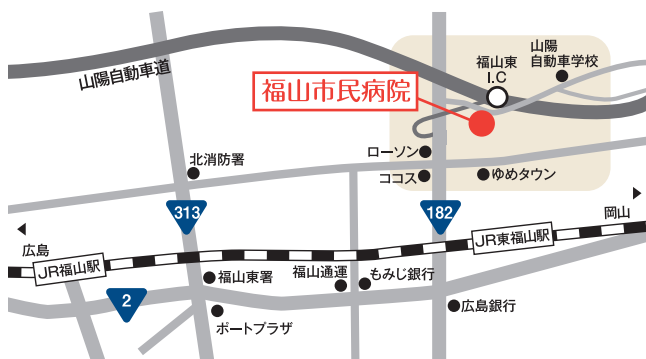 山陽自動車道
福山東
I.C
山陽
自動車学校
福山市民病院
北消防署
ローソン
ココス
ゆめタウン
313
182
広島
岡山
JR福山駅
JR東福山駅
福山東署
福山通運
もみじ銀行
2
ポートプラザ
広島銀行